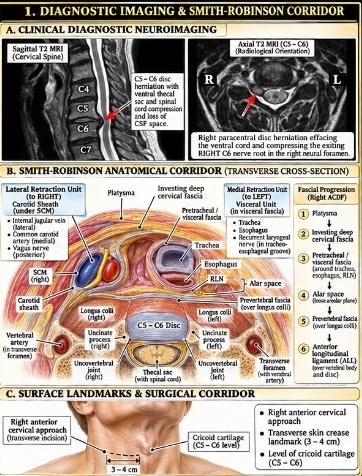 1. DIAGNOSTIC IMAGING & SMITH-ROBINSON CORRIDOR
A. CLINICAL DIAGNOSTIC NEUROIMAGING
Sagittal T2 MRI
(Cervical Spine)
C4
C5
C6
C7
C5 – C6 disc
herniation with
ventral thecal
sac and spinal
cord compression
and loss of
CSF space.
Axial T2 MRI (C5 – C6)
(Radiological Orientation)
R
L
Right paracentral disc herniation effacing
the ventral cord and compressing the exiting
RIGHT C6 nerve root in the right neural foramen.
B. SMITH-ROBINSON ANATOMICAL CORRIDOR (TRANSVERSE CROSS-SECTION)
Lateral Retraction Unit
(to RIGHT)
Carotid Sheath
(under SCM)
• Internal jugular vein
(lateral)
• Common carotid
artery (medial)
• Vagus nerve
(posterior)
SCM
(right)
Carotid
sheath
Vertebral
artery
(in transverse
foramen)
Platysma
Investing deep
cervical fascia
Pretracheal /
visceral fascia
Medial Retraction Unit
(to LEFT)
Visceral Unit
(in visceral fascia)
• Trachea
• Esophagus
• Recurrent laryngeal
nerve (in tracheo-
esophageal groove)
Trachea
Esophagus
RLN
Alar space
Prevertebral fascia
(over longus colli)
Longus colli
(right)
Longus colli
(left)
C5 – C6 Disc
Uncinate
process
(right)
Uncinate
process
(left)
Uncovertebral
joint
(right)
Thecal sac
(with spinal cord)
Uncovertebral
joint
(left)
Transverse
foramen
(with vertebral
artery)
Fascial Progression
(Right ACDF)
1 Platysma
2 Investing
deep cervical
fascia
3 Pretracheal /
visceral fascia
(around trachea,
esophagus, RLN)
4 Alar space
(loose areolar plane)
5 Prevertebral fascia
(over longus colli)
6 Anterior
longitudinal
ligament (ALL)
(over vertebral body
and disc)
C. SURFACE LANDMARKS & SURGICAL CORRIDOR
Right anterior
cervical approach
(transverse incision)
3 – 4 cm
Cricoid cartilage
(C5 – C6 level)
• Right anterior cervical
approach
• Transverse skin crease
landmark (3 – 4 cm)
• Level of cricoid cartilage
(C5 – C6)